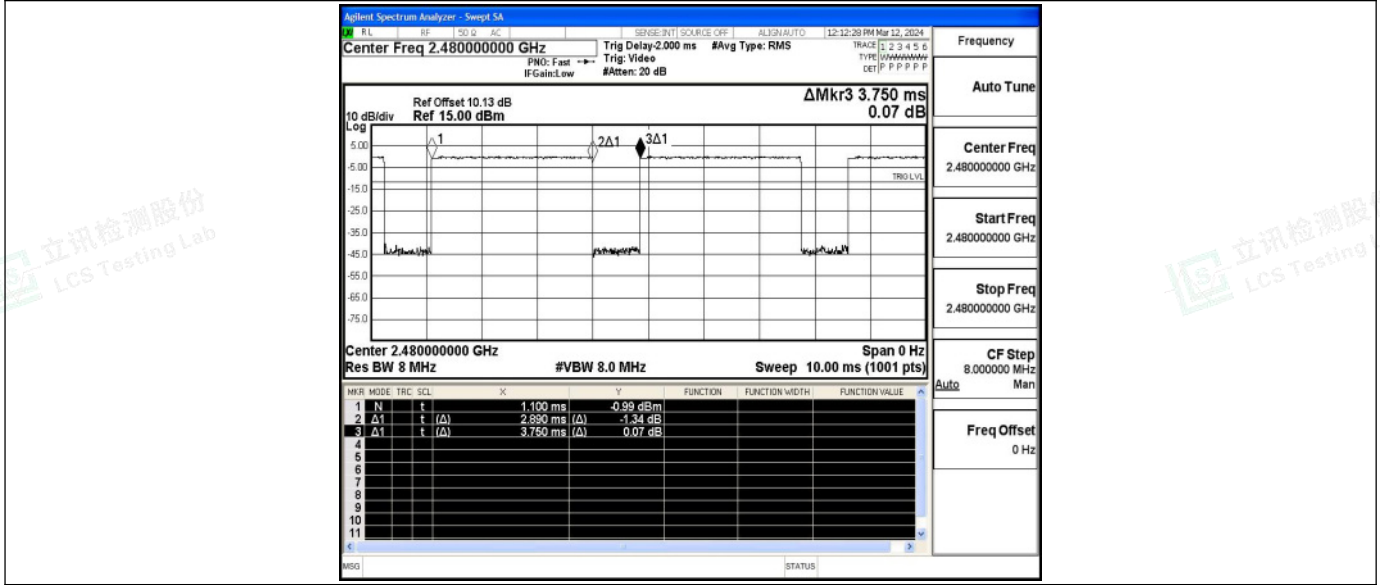 Agilent Spectrum Analyzer - Swept SA
RL RF 50 Ω AC SENSE:INT SOURCE OFF ALIGNAUTO 12:12:28 PM Mar 12, 2024
Center Freq 2.480000000 GHz
Trig Delay-2.000 ms #Avg Type: RMS
TRACE 1 2 3 4 5 6
PNO: Fast Trig: Video
TYPE
IFGain:Low #Atten: 20 dB
DET P P P P P P
Frequency
Auto Tune
Center Freq
2.480000000 GHz
Start Freq
2.480000000 GHz
Stop Freq
2.480000000 GHz
CF Step
8.000000 MHz
Auto Man
Freq Offset
0 Hz
ΔMkr3 3.750 ms
0.07 dB
Ref Offset 10.13 dB
10 dB/div Ref 15.00 dBm
Log
1
2Δ1
3Δ1
5.00
-5.00
TRIG LVL
-15.0
-25.0
-35.0
-45.0
-55.0
-65.0
-75.0
Center 2.480000000 GHz Span 0 Hz
Res BW 8 MHz #VBW 8.0 MHz Sweep 10.00 ms (1001 pts)
MKR MODE TRC SCL X Y FUNCTION FUNCTION WIDTH FUNCTION VALUE
1 N t 1.100 ms -0.99 dBm
2 Δ1 t (Δ) 2.890 ms (Δ) -1.34 dB
3 Δ1 t (Δ) 3.750 ms (Δ) 0.07 dB
4
5
6
7
8
9
10
11
MSG STATUS
立讯检测股份
LCS Testing Lab
立讯检测股
LCS Testing